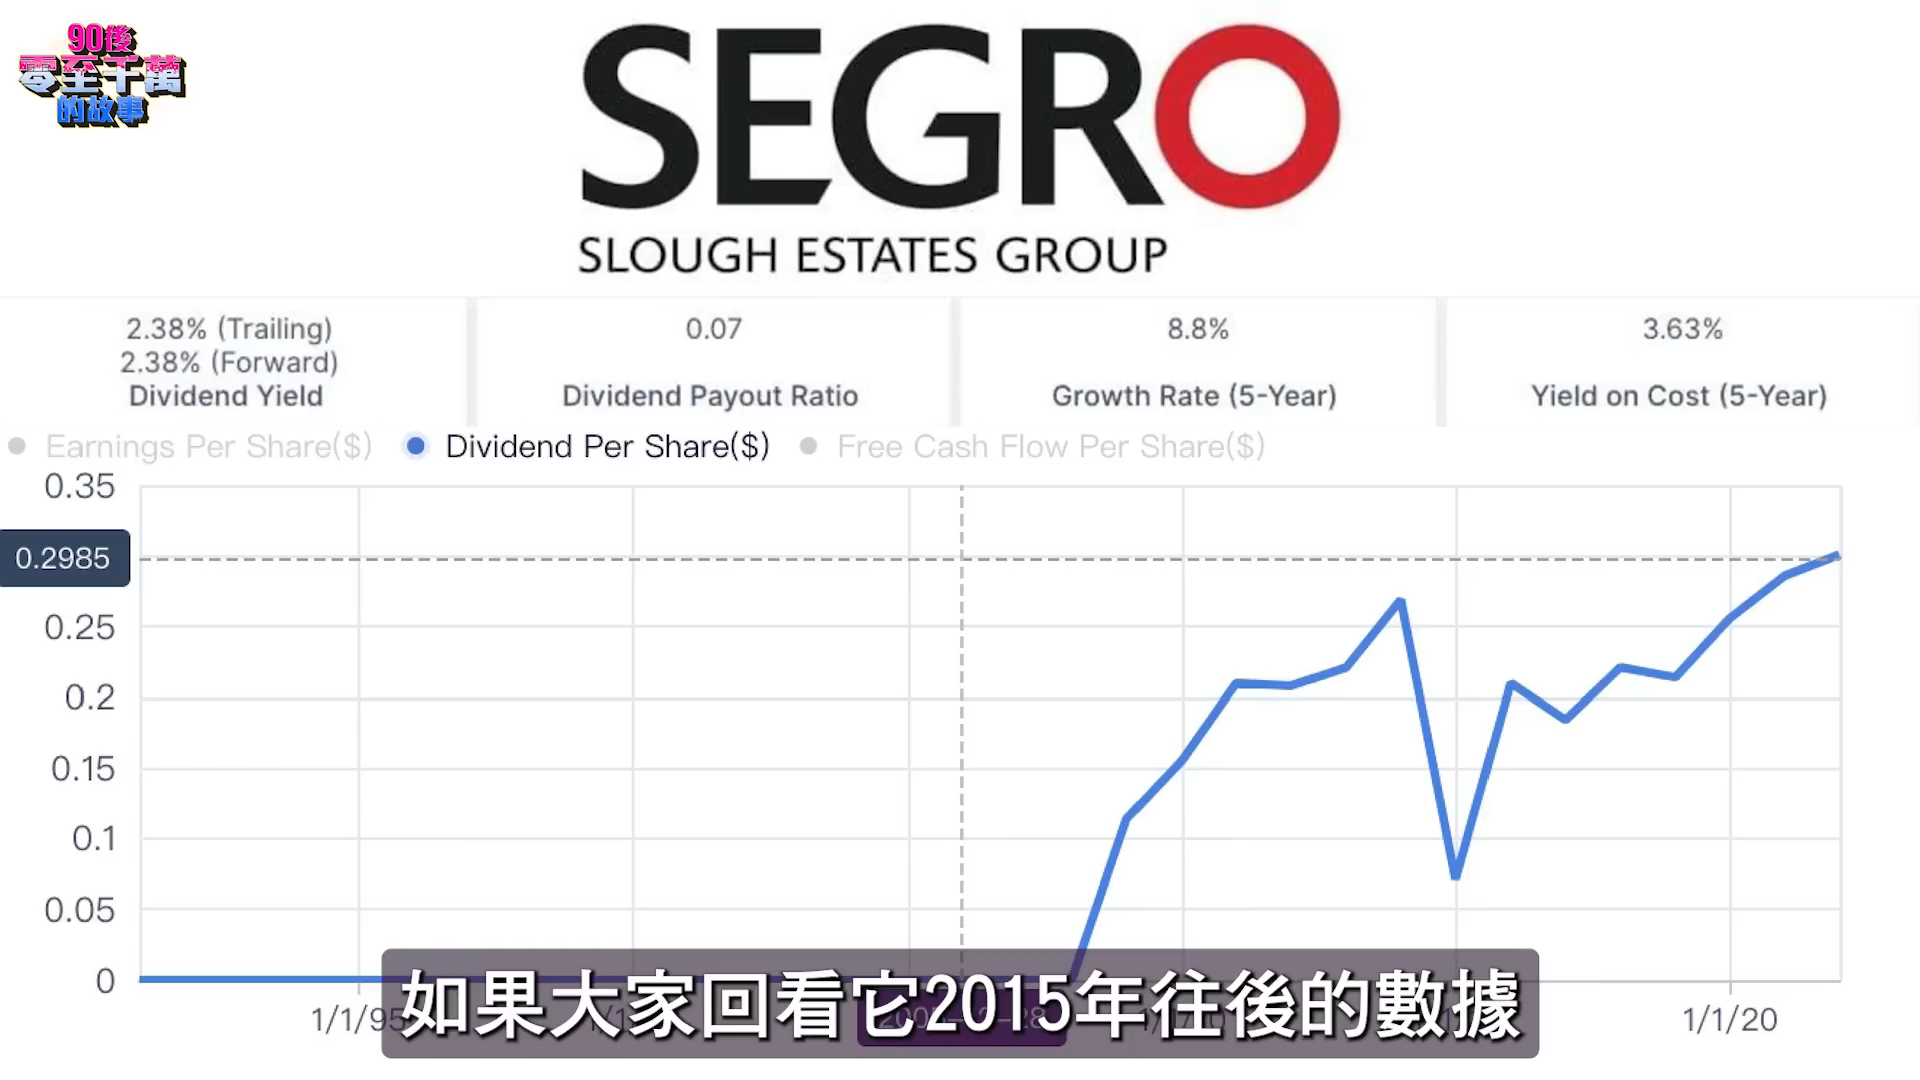 90後
零至千萬
的故事
SEGRO
SLOUGH ESTATES GROUP
2.38% (Trailing)
2.38% (Forward)
Dividend Yield
0.07
Dividend Payout Ratio
8.8%
Growth Rate (5-Year)
3.63%
Yield on Cost (5-Year)
Earnings Per Share($)
Dividend Per Share($)
Free Cash Flow Per Share($)
0.35
0.2985
0.25
0.2
0.15
0.1
0.05
0
1/1/95
1/1/20
如果大家回看它2015年往後的數據